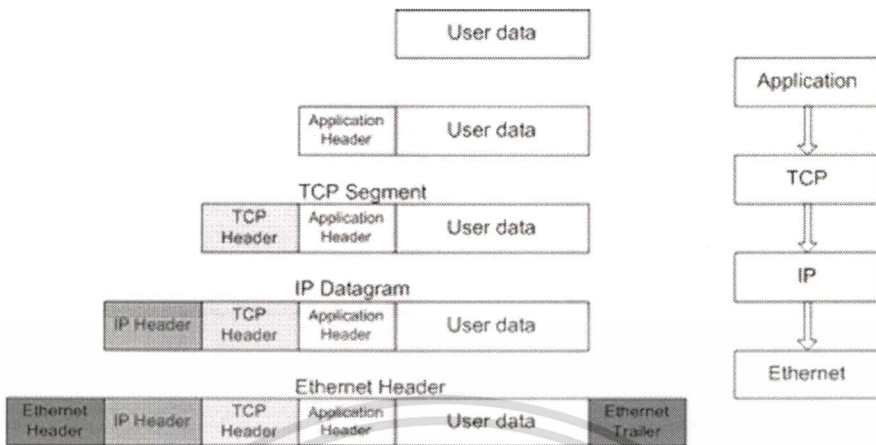 User data
Application
Header
User data
TCP Segment
TCP
Header
Application
Header
User data
IP Datagram
IP Header
TCP
Header
Application
Header
User data
Ethernet Header
Ethernet
Header
IP Header
TCP
Header
Application
Header
User data
Ethernet
Trailer
Application
TCP
IP
Ethernet